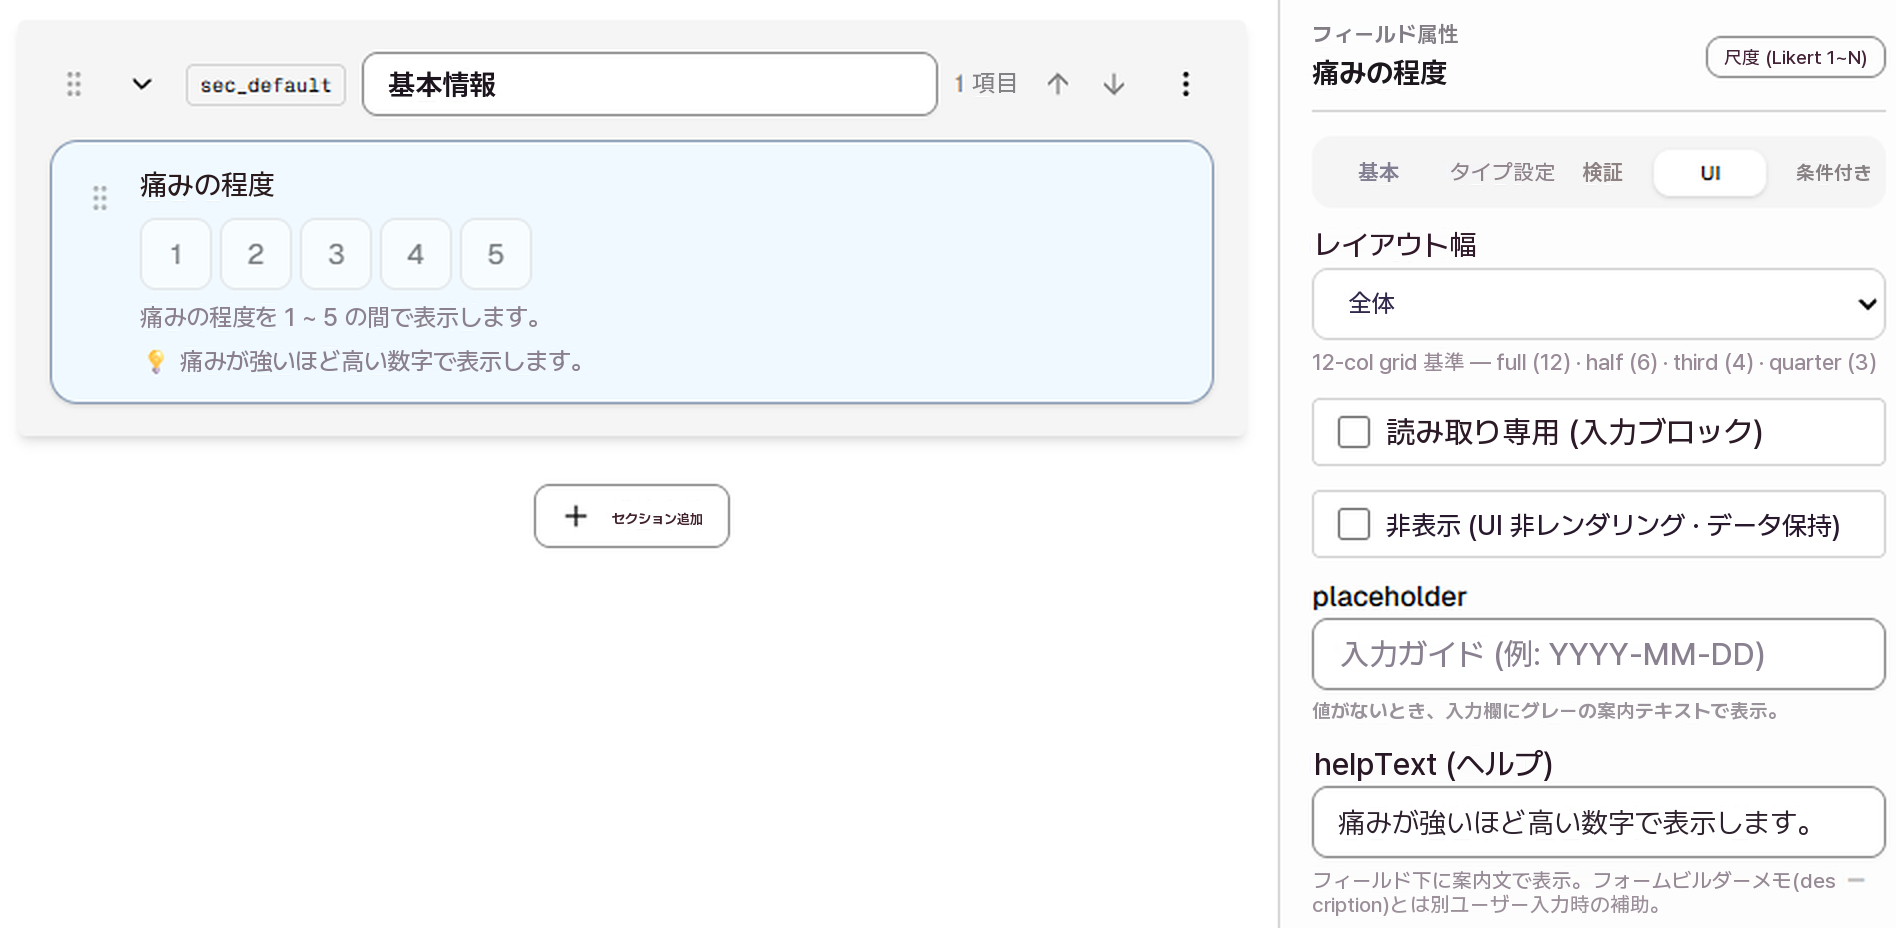 sec_default
基本情報
1 項目
痛みの程度
1 2 3 4 5
痛みの程度を 1 ~ 5 の間で表示します。
💡 痛みが強いほど高い数字で表示します。
+ セクション追加
フィールド属性
痛みの程度
尺度 (Likert 1~N)
基本 タイプ設定 検証 UI 条件付き
レイアウト幅
全体
12-col grid 基準 — full (12) · half (6) · third (4) · quarter (3)
読み取り専用 (入力ブロック)
非表示 (UI 非レンダリング · データ保持)
placeholder
入力ガイド (例: YYYY-MM-DD)
値がないとき、入力欄にグレーの案内テキストで表示。
helpText (ヘルプ)
痛みが強いほど高い数字で表示します。
フィールド下に案内文で表示。フォームビルダーメモ(des —
cription)とは別ユーザー入力時の補助。